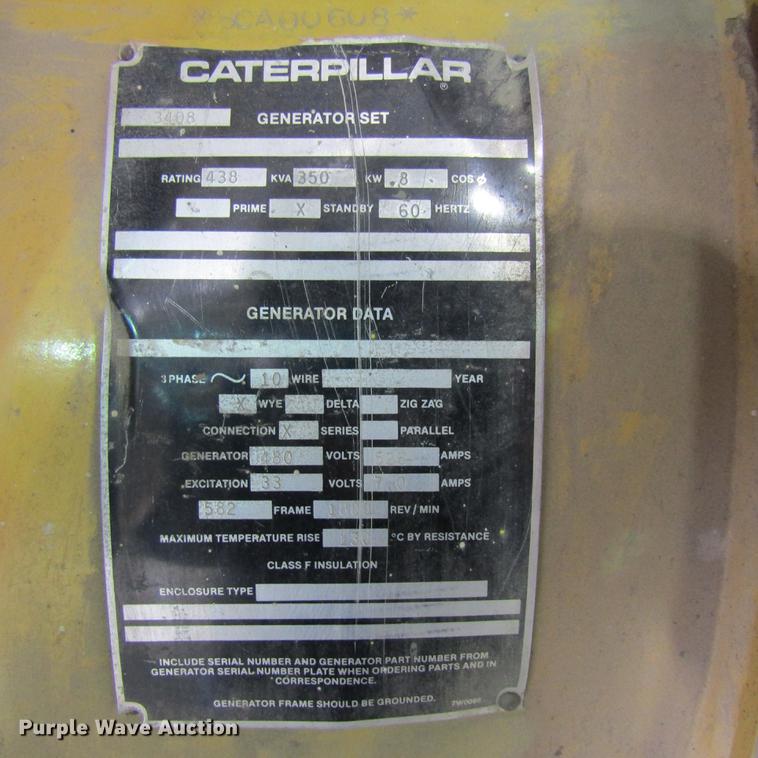 *5CA00608*
CATERPILLAR®
3408 GENERATOR SET
RATING 438 KVA 350 KW .8 COS ϕ
PRIME X STANDBY 60 HERTZ
GENERATOR DATA
3 PHASE 10 WIRE YEAR
X WYE DELTA ZIG ZAG
CONNECTION X SERIES PARALLEL
GENERATOR 480 VOLTS AMPS
EXCITATION 33 VOLTS AMPS
582 FRAME 1800 REV / MIN
MAXIMUM TEMPERATURE RISE 130 °C BY RESISTANCE
CLASS F INSULATION
ENCLOSURE TYPE
INCLUDE SERIAL NUMBER AND GENERATOR PART NUMBER FROM
GENERATOR SERIAL NUMBER PLATE WHEN ORDERING PARTS AND IN
CORRESPONDENCE.
GENERATOR FRAME SHOULD BE GROUNDED.
Purple Wave Auction